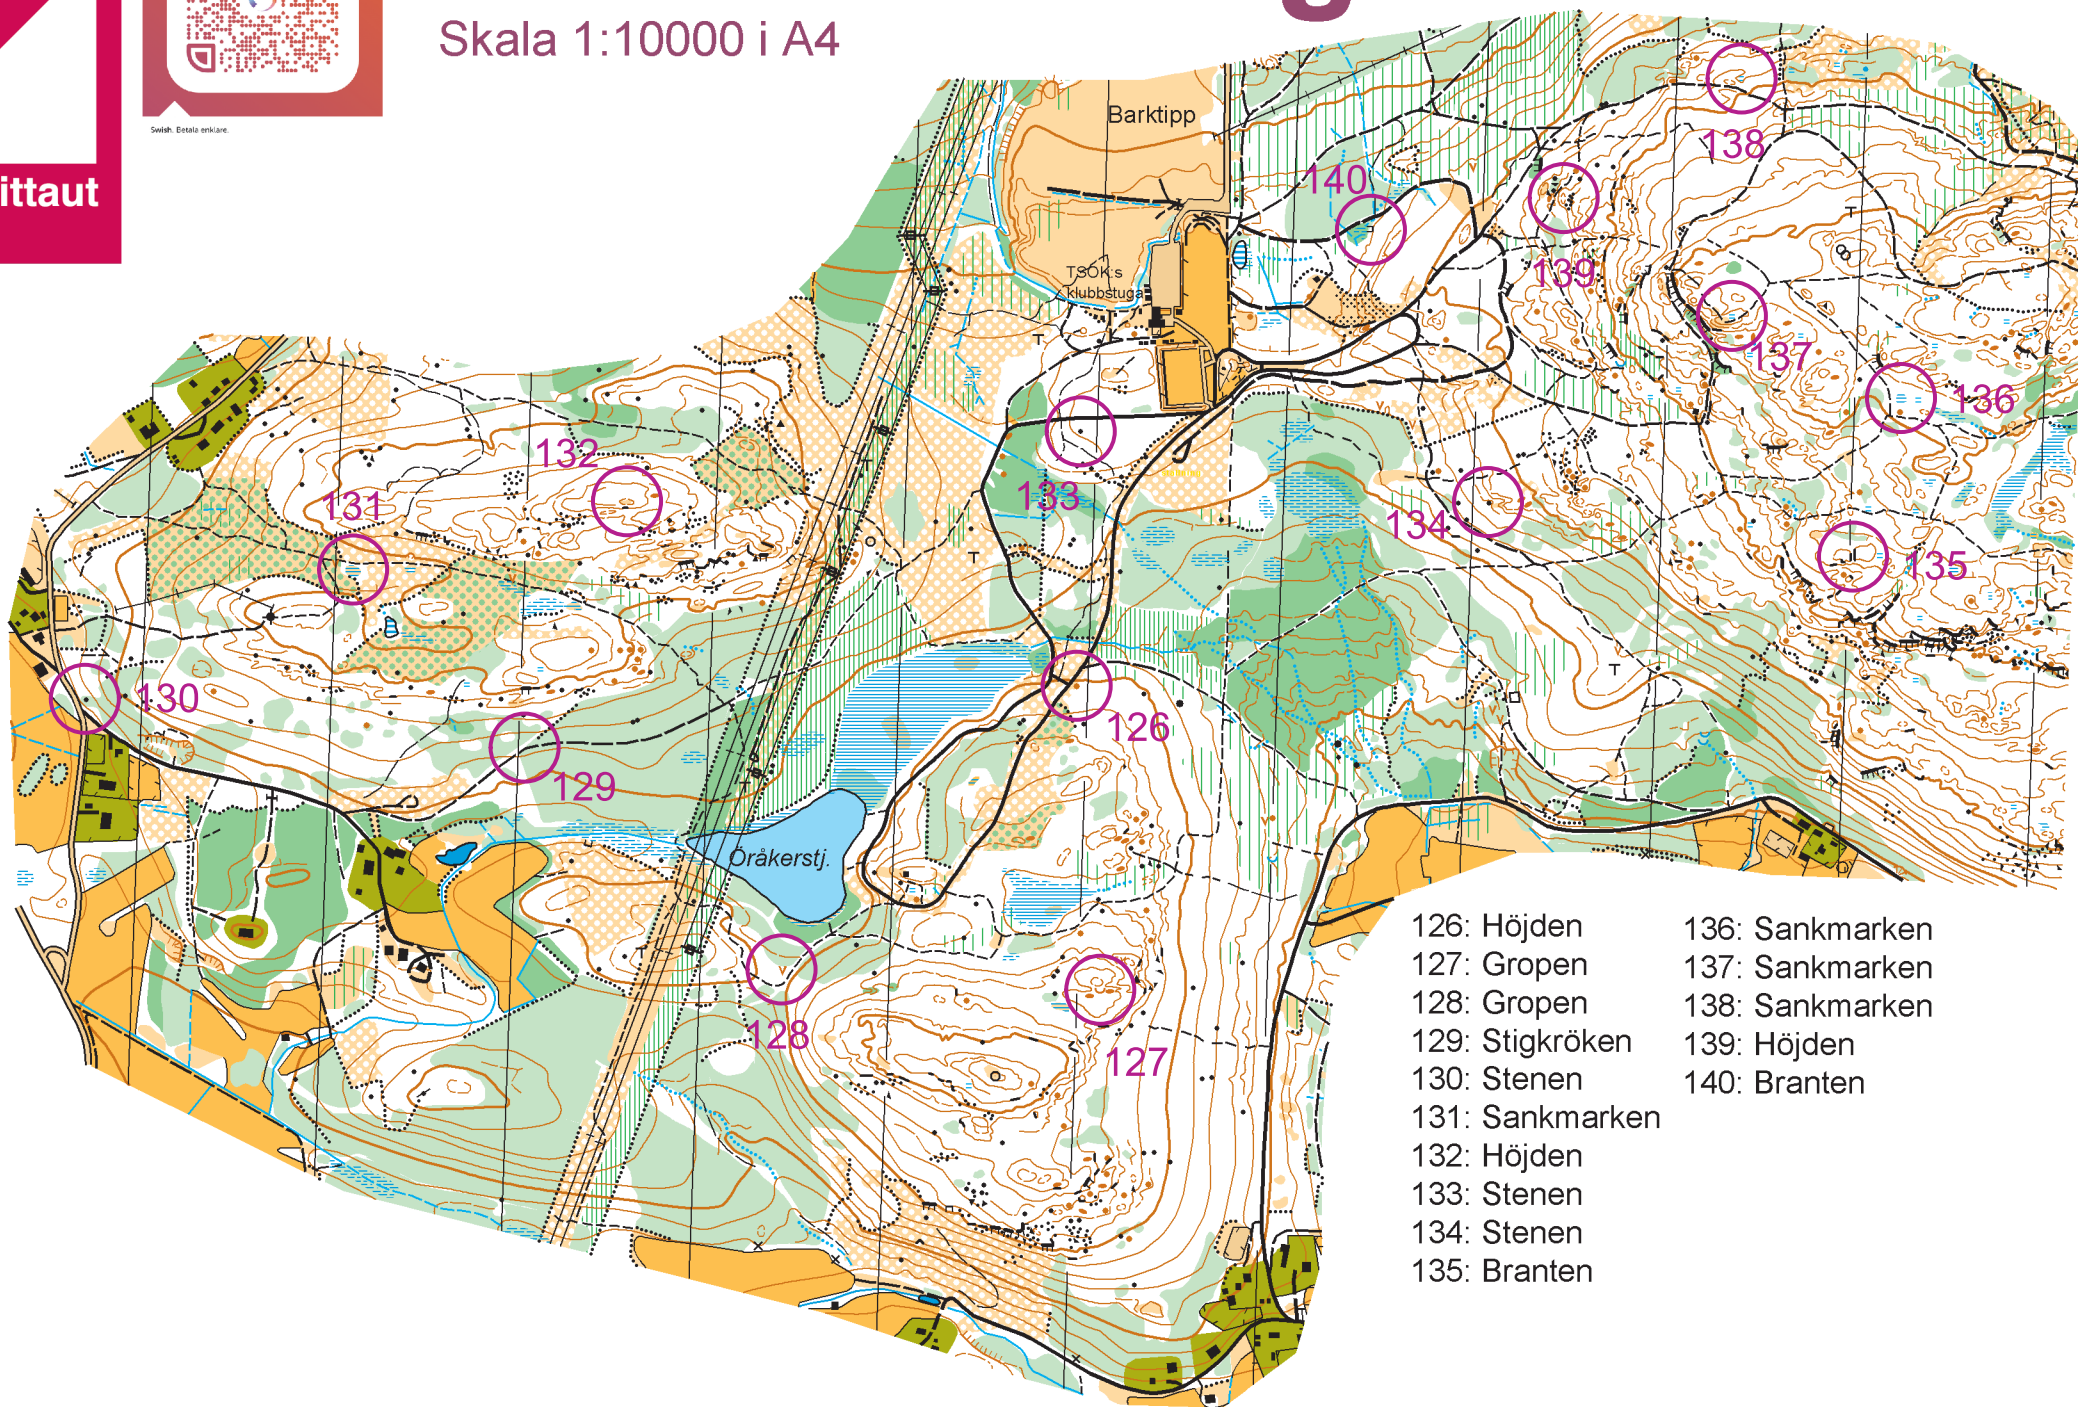 Skala 1:10000 i A4
Swish. Betala enklare.
ittaut
Barktipp
TSOK:s
klubbstuga
Öråkerstj.
138
140
139
137
136
132
133
131
134
135
130
126
129
128
127
126: Höjden
127: Gropen
128: Gropen
129: Stigkröken
130: Stenen
131: Sankmarken
132: Höjden
133: Stenen
134: Stenen
135: Branten
136: Sankmarken
137: Sankmarken
138: Sankmarken
139: Höjden
140: Branten